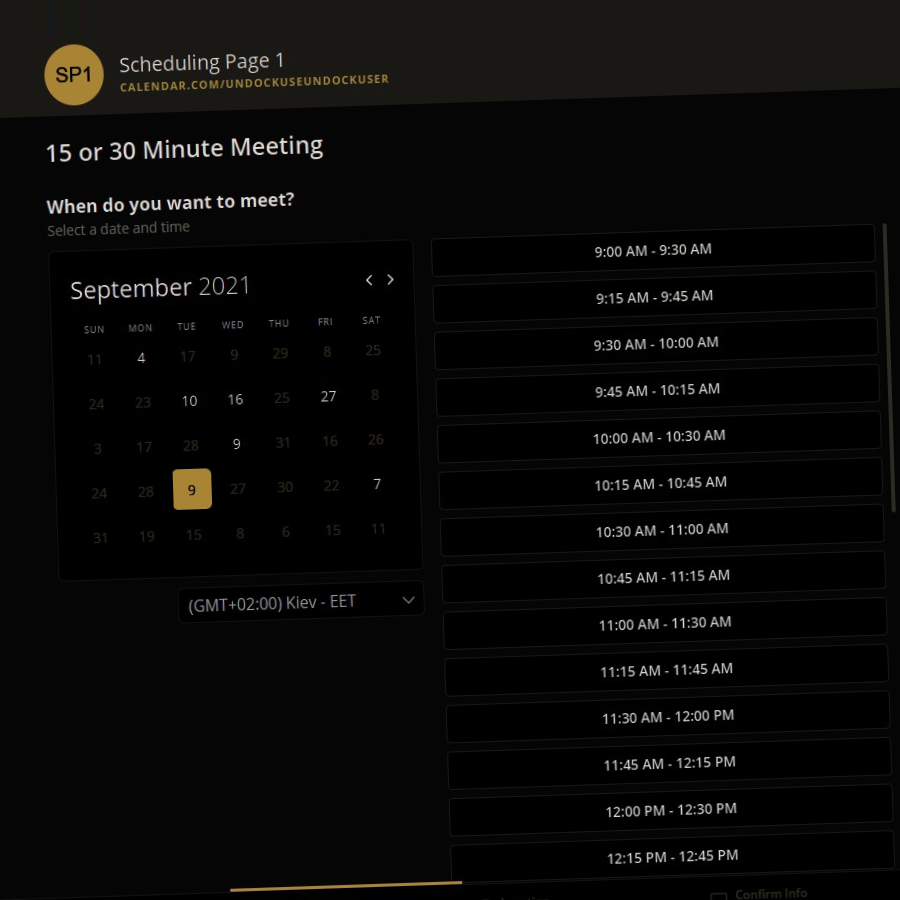 SP1
Scheduling Page 1
CALENDAR.COM/UNDOCKUSEUNDOCKUSER
15 or 30 Minute Meeting
When do you want to meet?
Select a date and time
September 2021
SUN MON TUE WED THU FRI SAT
11 4 17 9 29 8 25
24 23 10 16 25 27 8
3 17 28 9 31 16 26
24 28 9 27 30 22 7
31 19 15 8 6 15 11
(GMT+02:00) Kiev - EET
9:00 AM - 9:30 AM
9:15 AM - 9:45 AM
9:30 AM - 10:00 AM
9:45 AM - 10:15 AM
10:00 AM - 10:30 AM
10:15 AM - 10:45 AM
10:30 AM - 11:00 AM
10:45 AM - 11:15 AM
11:00 AM - 11:30 AM
11:15 AM - 11:45 AM
11:30 AM - 12:00 PM
11:45 AM - 12:15 PM
12:00 PM - 12:30 PM
12:15 PM - 12:45 PM
Confirm Info